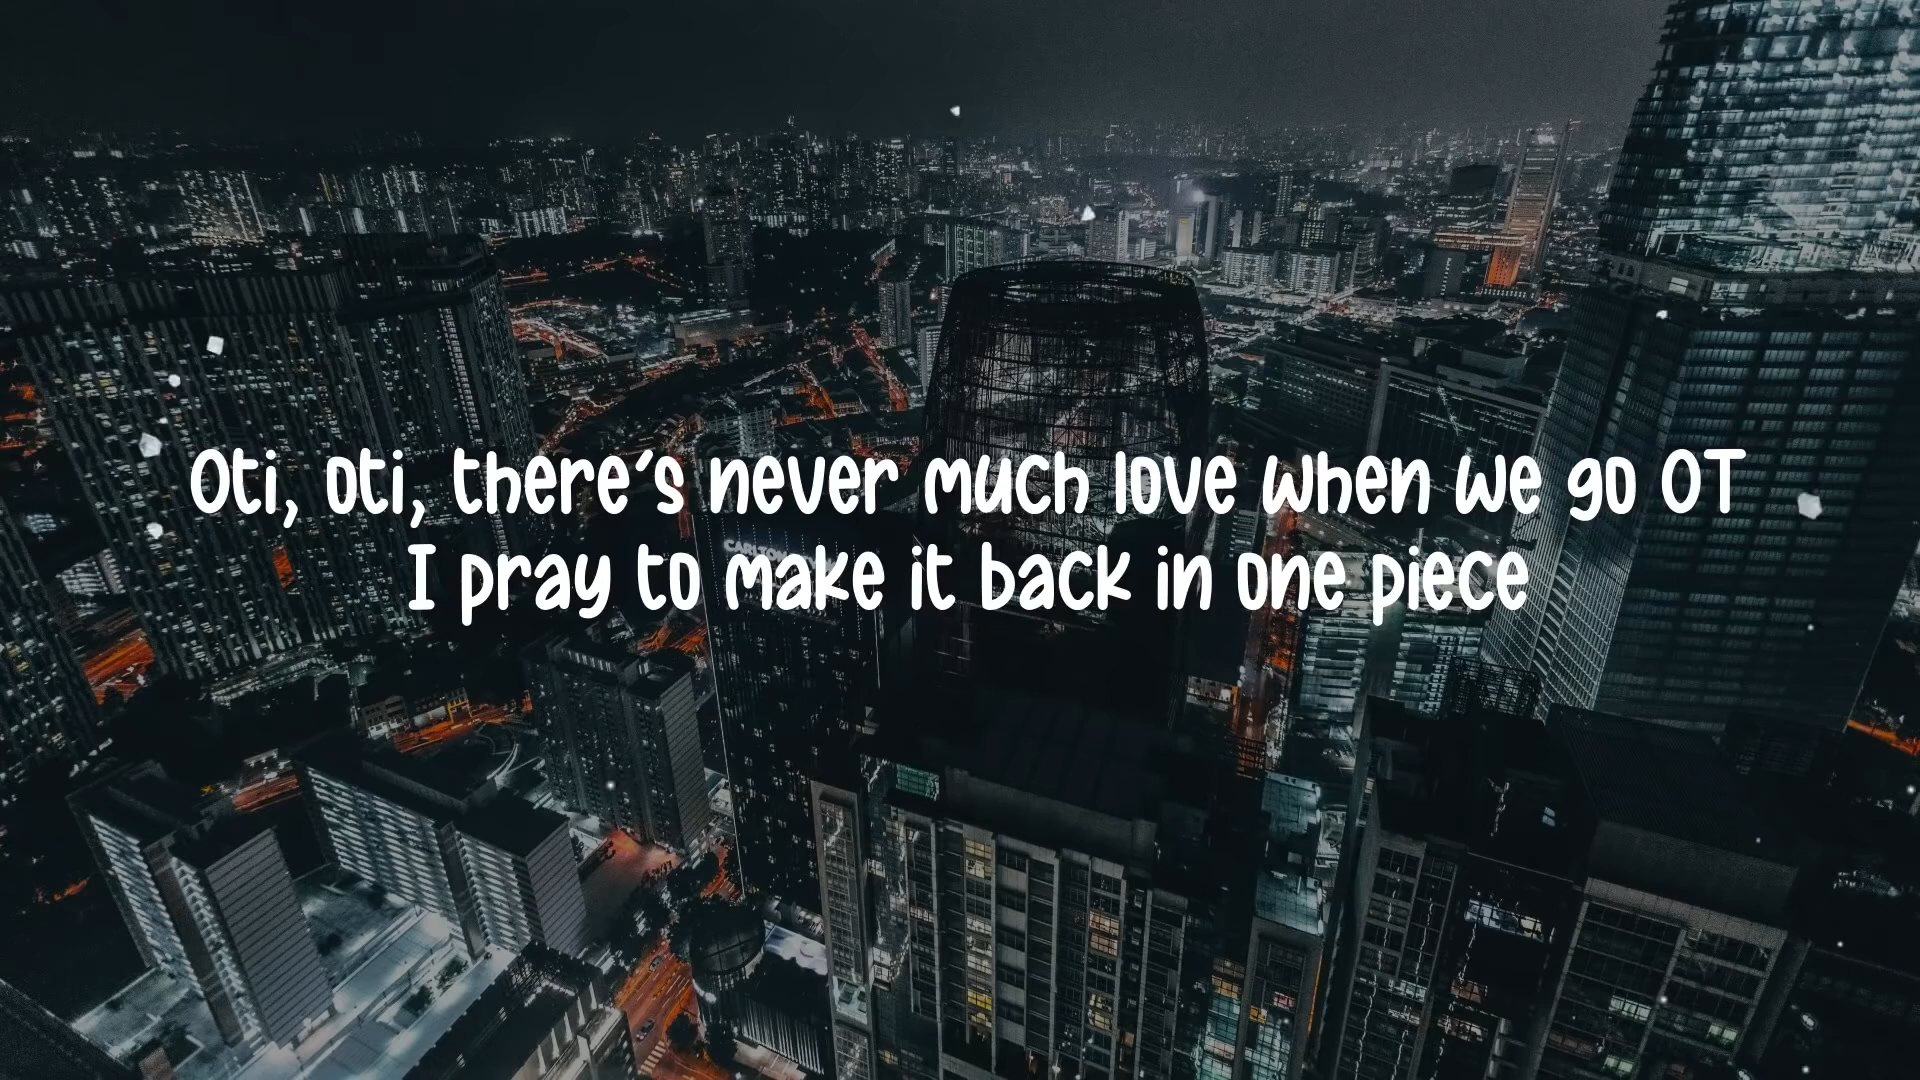 Oti, oti, there's never much love when we go OT
I pray to make it back in one piece